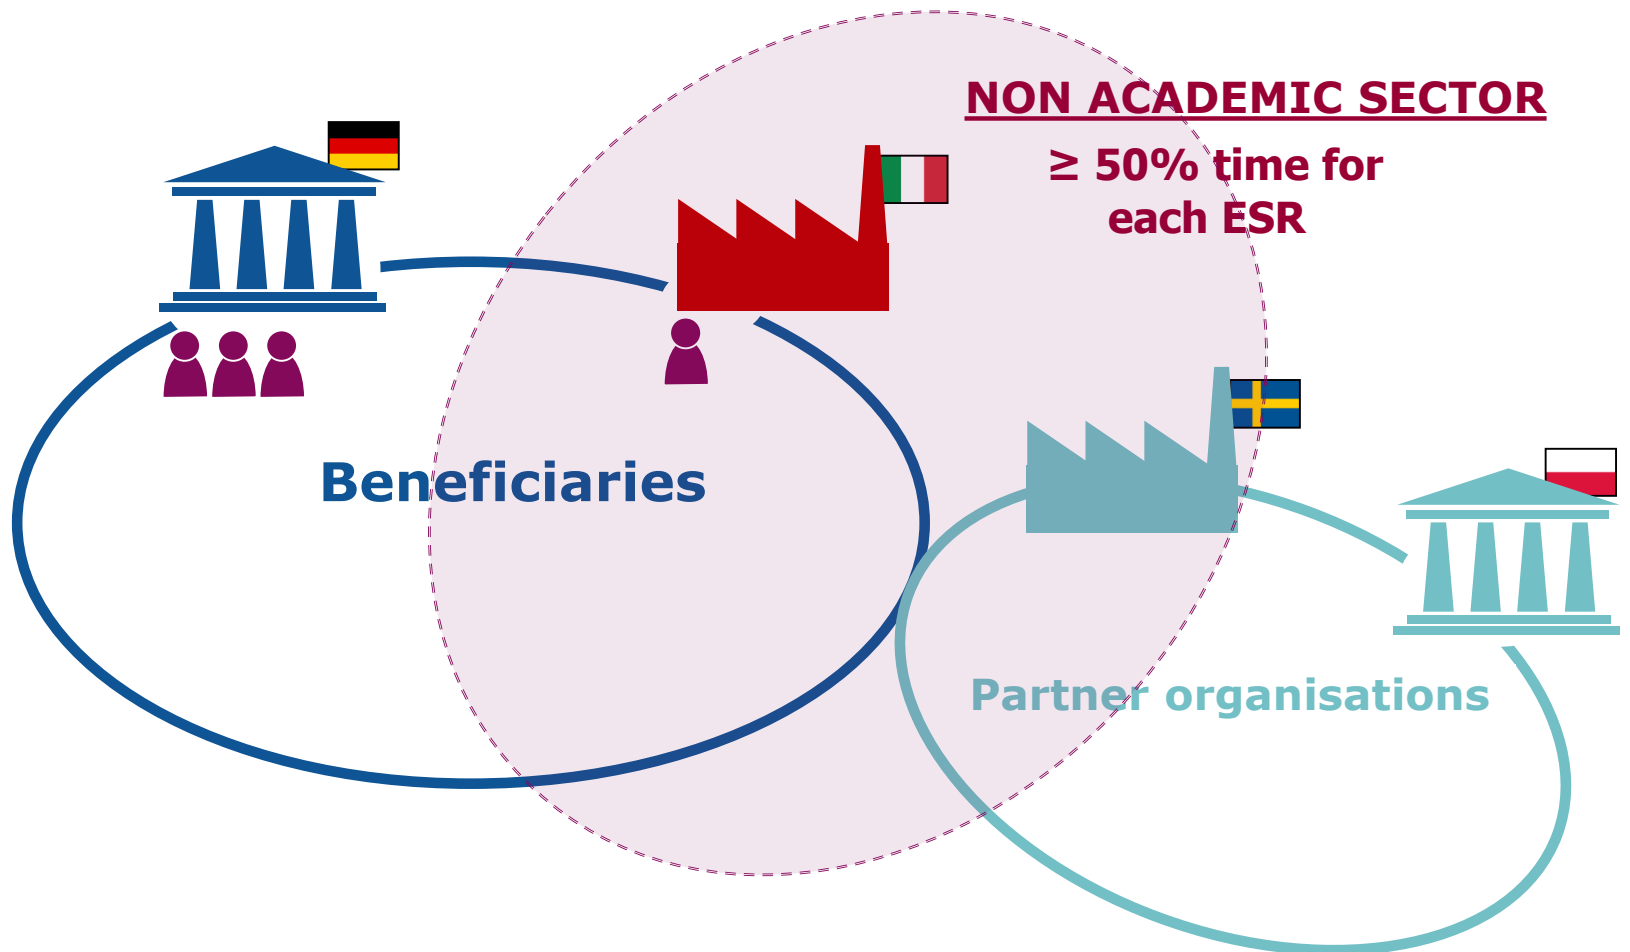 NON ACADEMIC SECTOR
≥ 50% time for
each ESR
Beneficiaries
Partner organisations